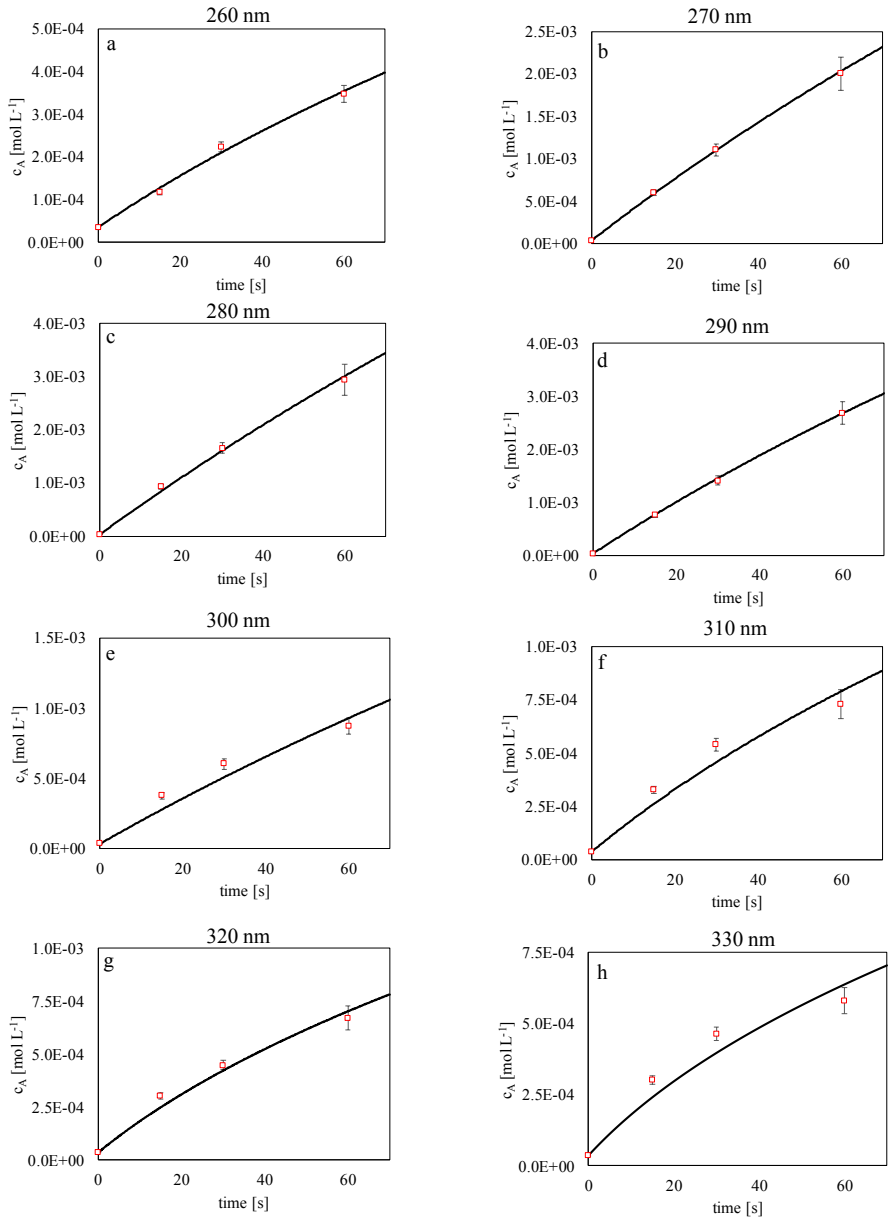 260 nm
a
5.0E-04
4.0E-04
2.0E-04
1.0E-04
0.0E+00
c_A [mol L^-1]
0 20 40 60
time [s]
270 nm
b
2.5E-03
2.0E-03
1.0E-03
5.0E-04
0.0E+00
c_A [mol L^-1]
0 20 40 60
time [s]
280 nm
c
4.0E-03
3.0E-03
2.0E-03
1.0E-03
0.0E+00
c_A [mol L^-1]
0 20 40 60
time [s]
290 nm
d
4.0E-03
3.0E-03
2.0E-03
1.0E-03
0.0E+00
c_A [mol L^-1]
0 20 40 60
time [s]
300 nm
e
1.5E-03
1.0E-03
5.0E-04
0.0E+00
c_A [mol L^-1]
0 20 40 60
time [s]
310 nm
f
1.0E-03
7.5E-04
5.0E-04
2.5E-04
0.0E+00
c_A [mol L^-1]
0 20 40 60
time [s]
320 nm
g
1.0E-03
7.5E-04
5.0E-04
2.5E-04
0.0E+00
c_A [mol L^-1]
0 20 40 60
time [s]
330 nm
h
7.5E-04
5.0E-04
2.5E-04
0.0E+00
c_A [mol L^-1]
0 20 40 60
time [s]